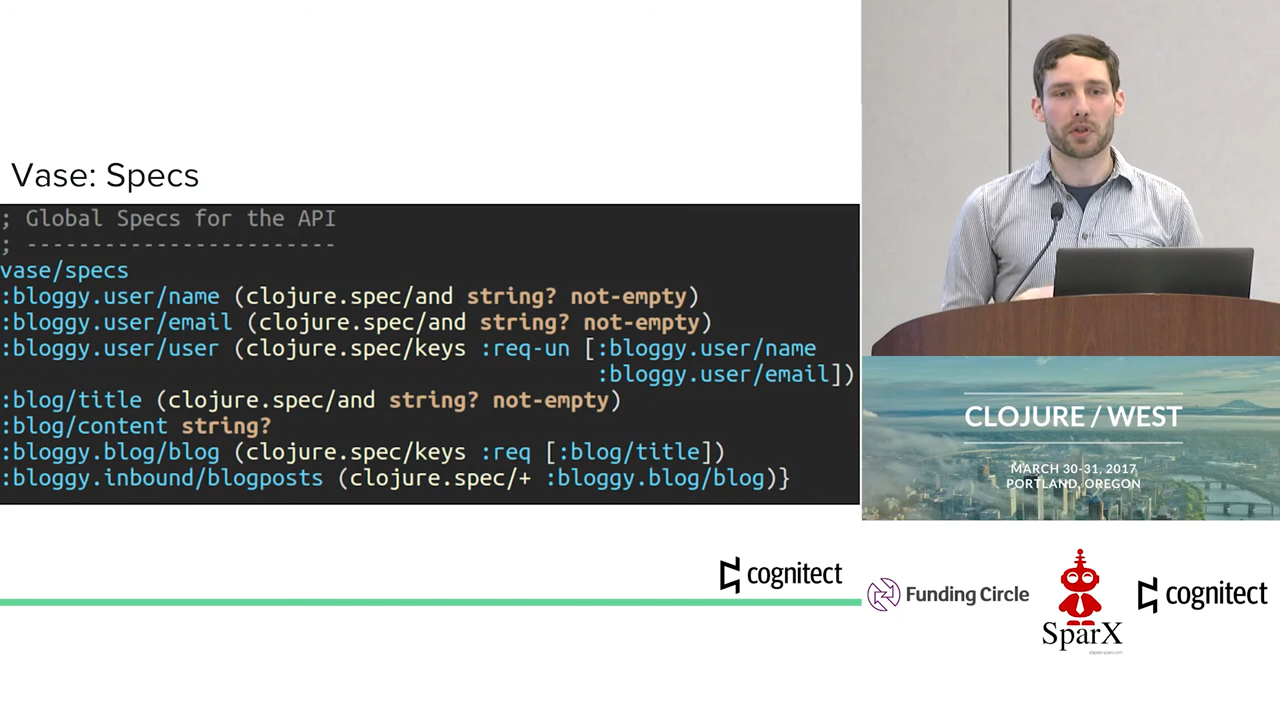 Vase: Specs
; Global Specs for the API
; ------------------------
vase/specs
:bloggy.user/name (clojure.spec/and string? not-empty)
:bloggy.user/email (clojure.spec/and string? not-empty)
:bloggy.user/user (clojure.spec/keys :req-un [:bloggy.user/name
:bloggy.user/email])
:blog/title (clojure.spec/and string? not-empty)
:blog/content string?
:bloggy.blog/blog (clojure.spec/keys :req [:blog/title])
:bloggy.inbound/blogposts (clojure.spec/+ :bloggy.blog/blog)}
cognitect
CLOJURE / WEST
MARCH 30-31, 2017
PORTLAND, OREGON
Funding Circle
SparX
cognitect